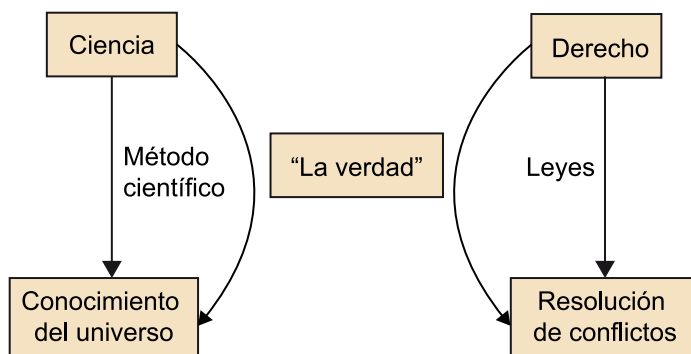 Ciencia
Derecho
Método
científico
“La verdad”
Leyes
Conocimiento
del universo
Resolución
de conflictos